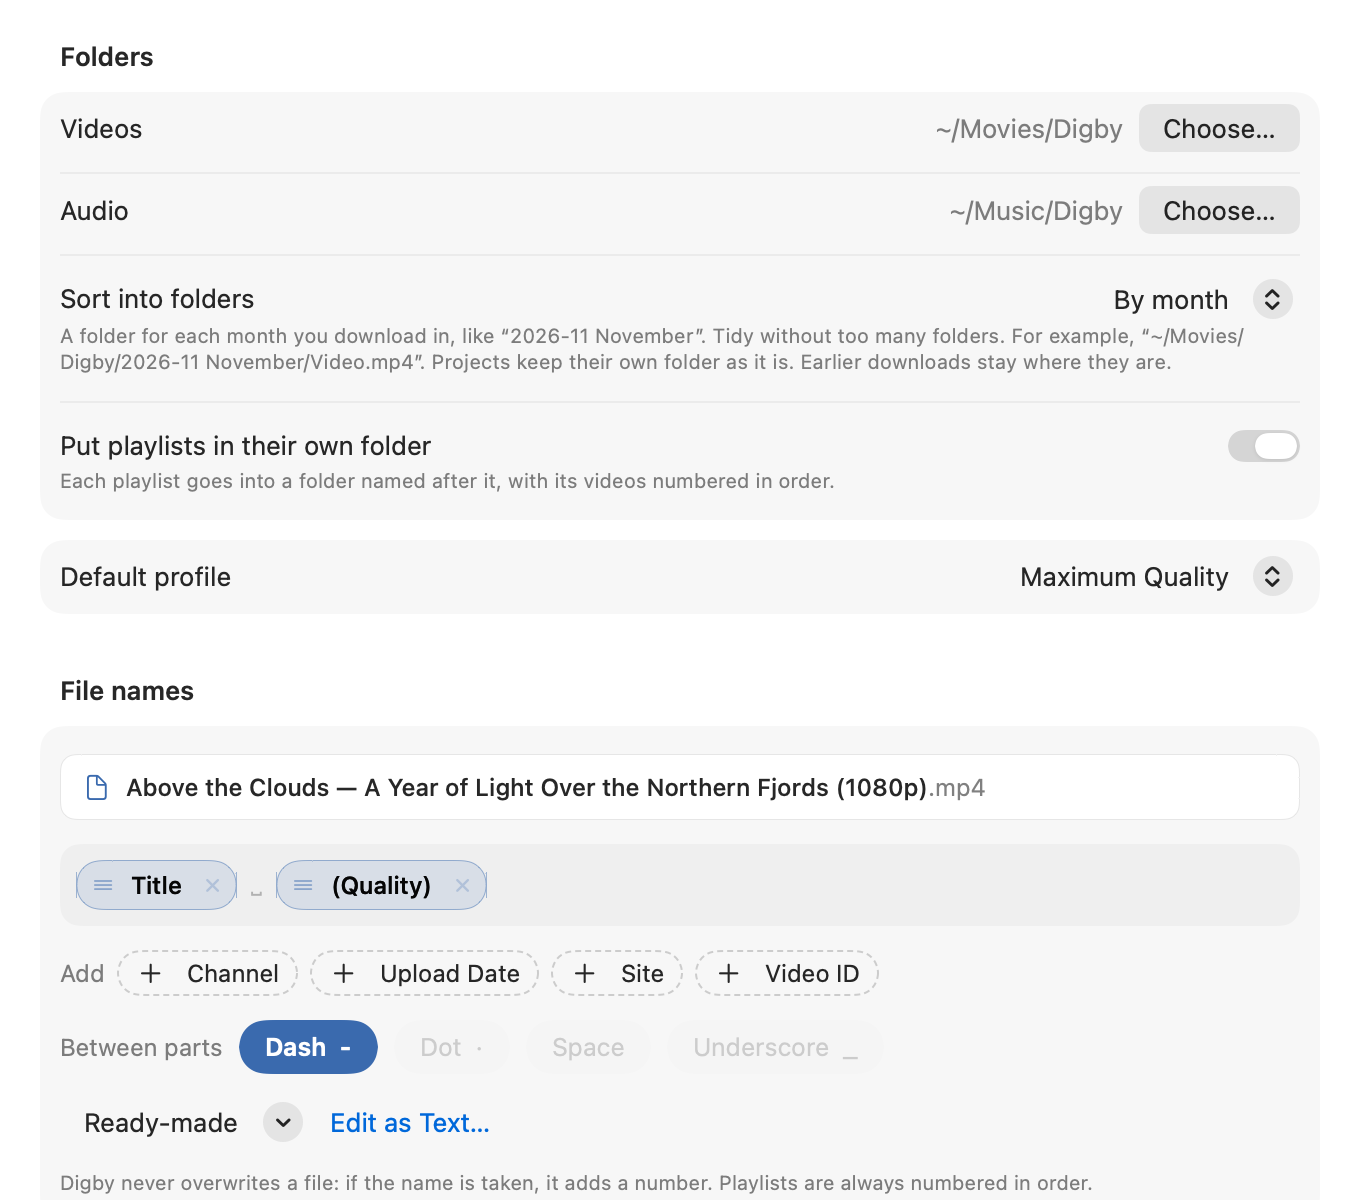 Folders
Videos ~/Movies/Digby Choose...
Audio ~/Music/Digby Choose...
Sort into folders By month
A folder for each month you download in, like “2026-11 November”. Tidy without too many folders. For example, “~/Movies/
Digby/2026-11 November/Video.mp4”. Projects keep their own folder as it is. Earlier downloads stay where they are.
Put playlists in their own folder
Each playlist goes into a folder named after it, with its videos numbered in order.
Default profile Maximum Quality
File names
Above the Clouds — A Year of Light Over the Northern Fjords (1080p).mp4
Title ⎵ (Quality)
Add + Channel + Upload Date + Site + Video ID
Between parts Dash - Dot · Space Underscore _
Ready-made Edit as Text...
Digby never overwrites a file: if the name is taken, it adds a number. Playlists are always numbered in order.